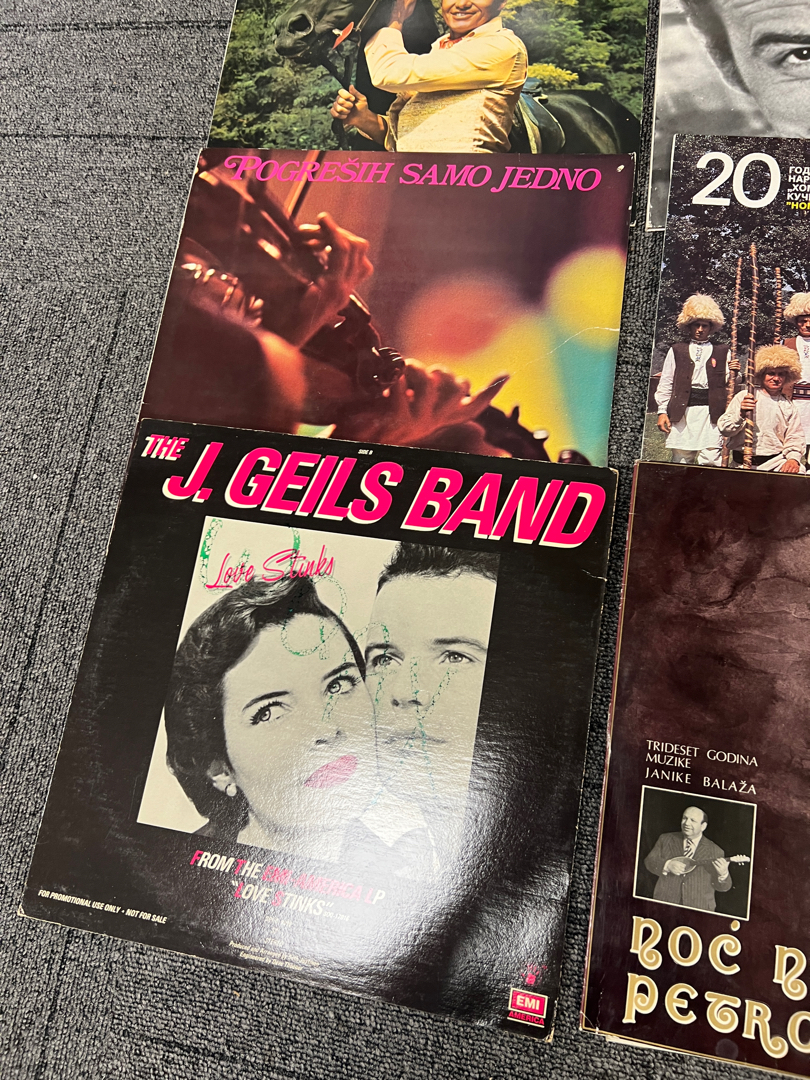 POGREŠIH SAMO JEDNO
20
THE
SIDE B
J. GEILS BAND
Love Stinks
FROM THE EMI-AMERICA LP
"LOVE STINKS"
FOR PROMOTIONAL USE ONLY • NOT FOR SALE
EMI
AMERICA
TRIDESET GODINA
MUZIKE
JANIKE BALAŽA
NOĆ